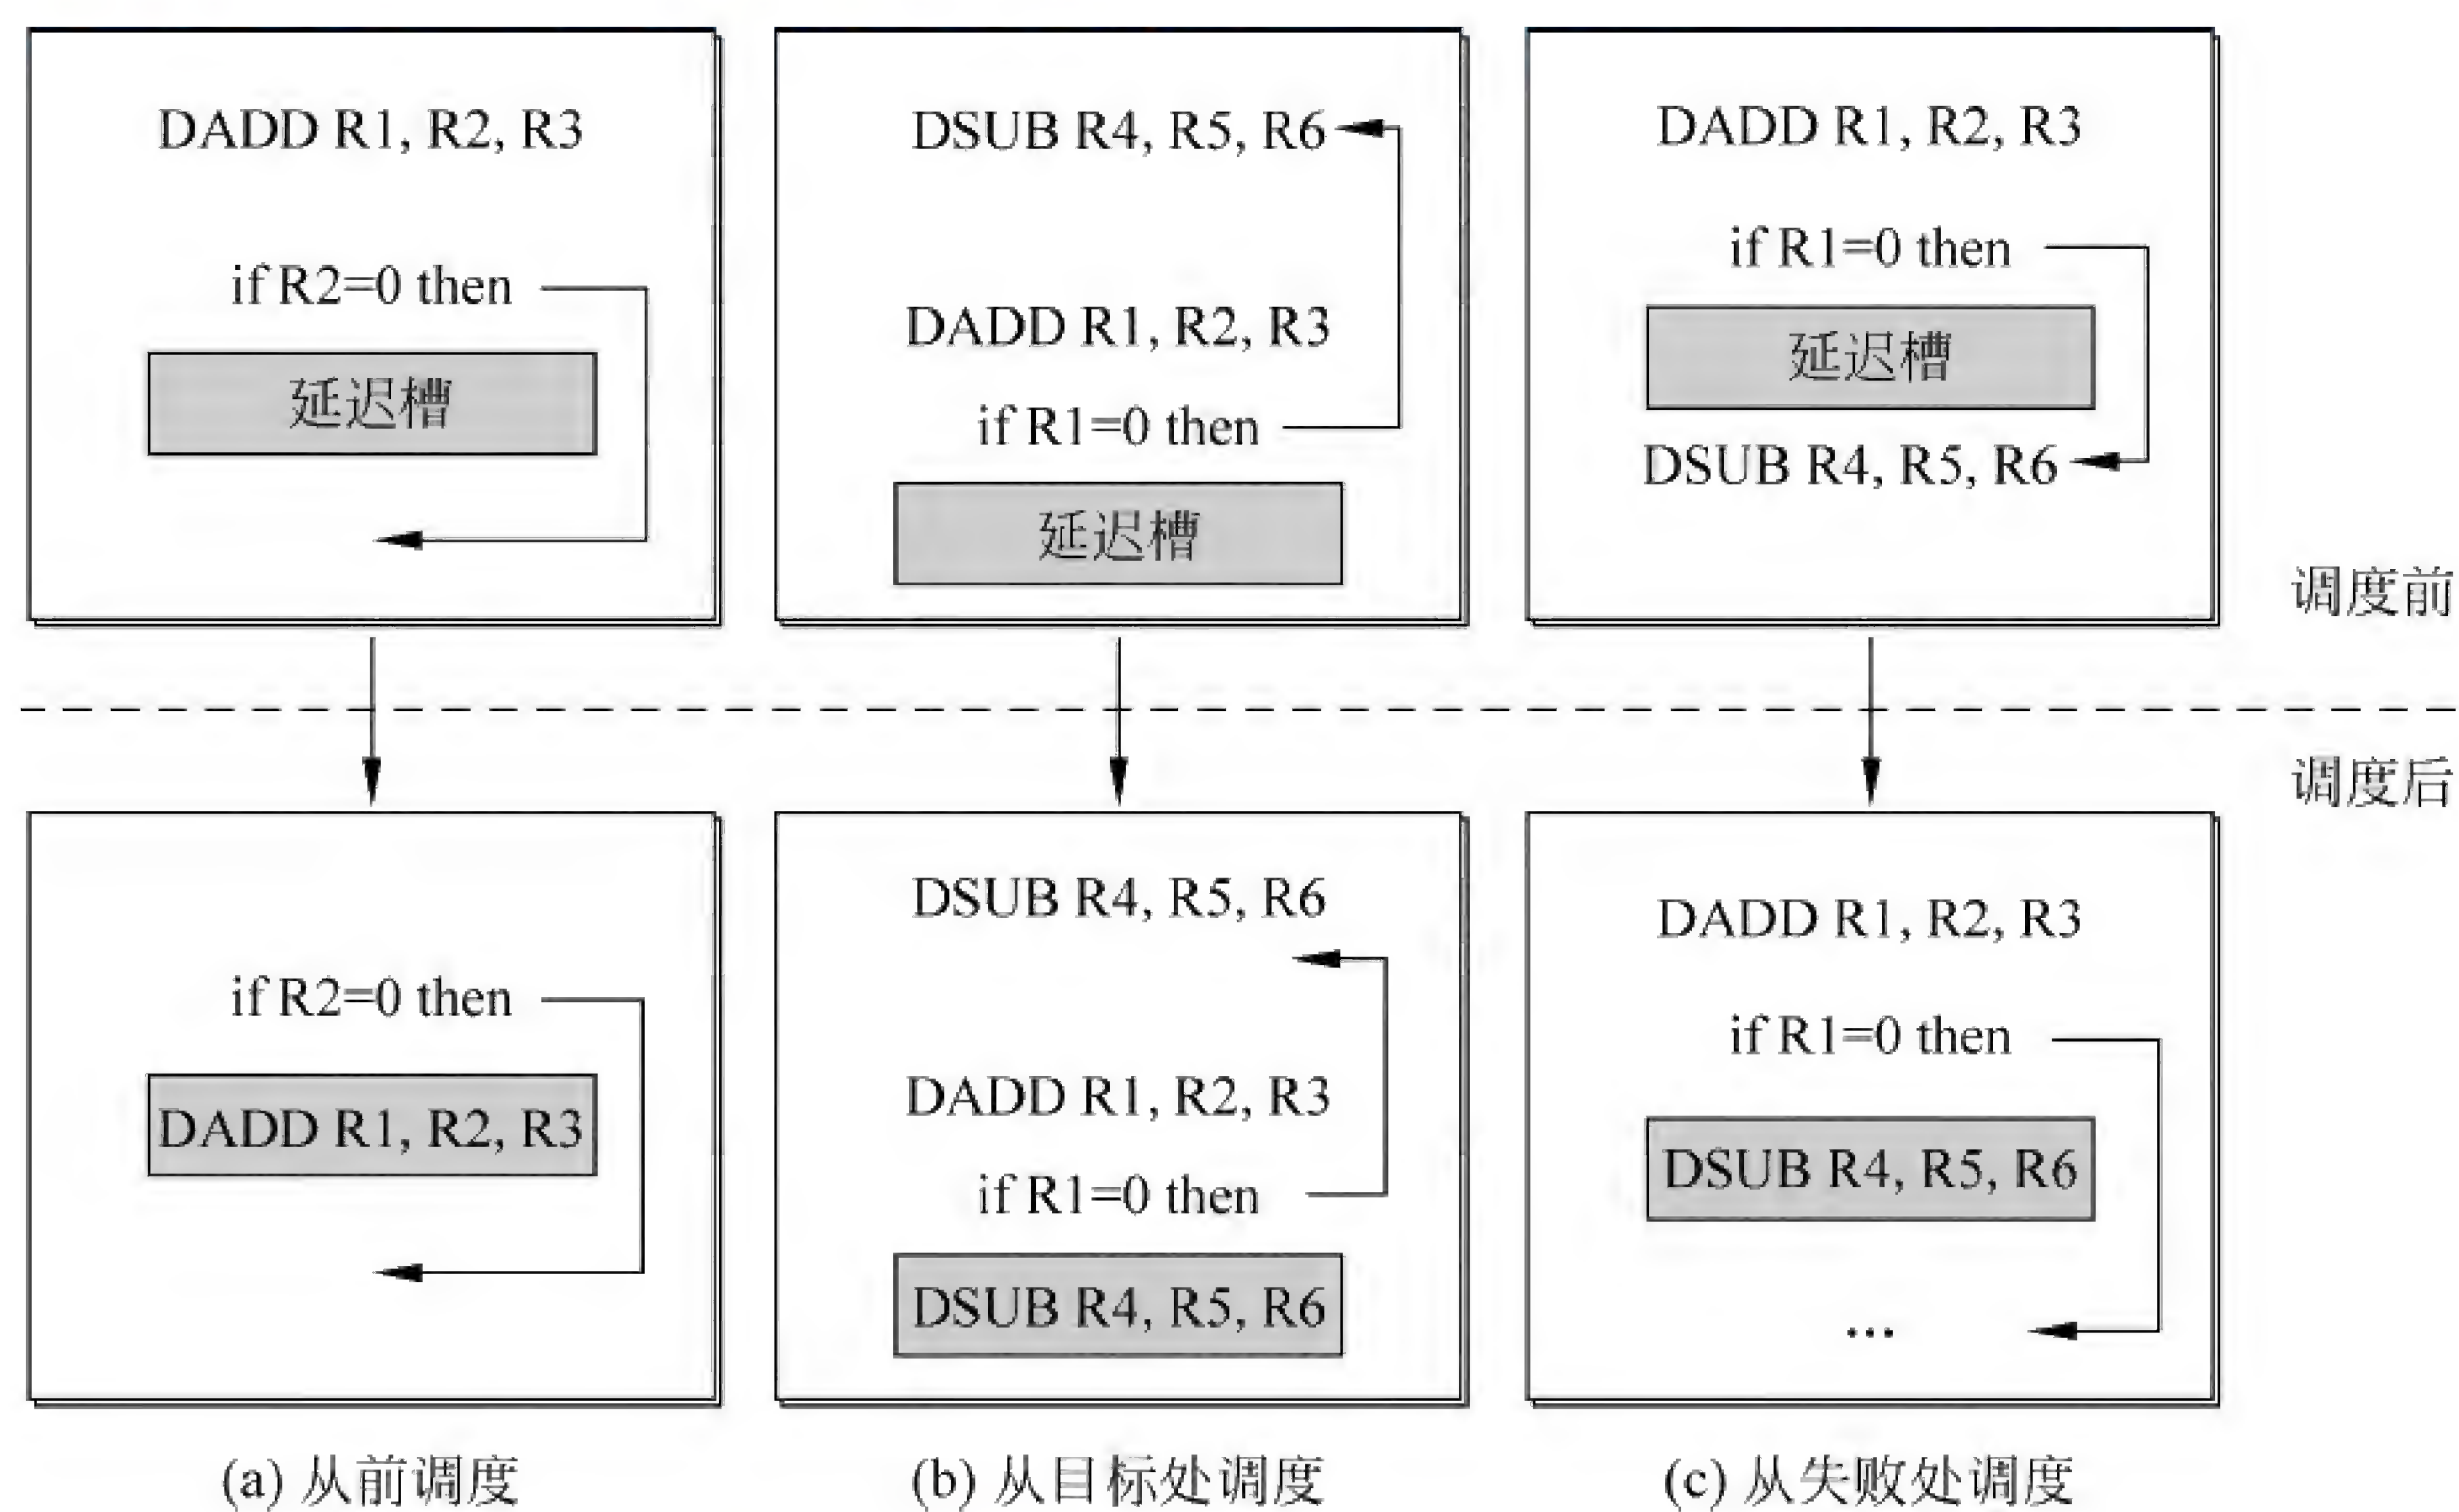 DADD R1, R2, R3
if R2=0 then
延迟槽
DSUB R4, R5, R6
DADD R1, R2, R3
if R1=0 then
延迟槽
DADD R1, R2, R3
if R1=0 then
延迟槽
DSUB R4, R5, R6
调度前
调度后
if R2=0 then
DADD R1, R2, R3
DSUB R4, R5, R6
DADD R1, R2, R3
if R1=0 then
DSUB R4, R5, R6
DADD R1, R2, R3
if R1=0 then
DSUB R4, R5, R6
...
(a) 从前调度
(b) 从目标处调度
(c) 从失败处调度